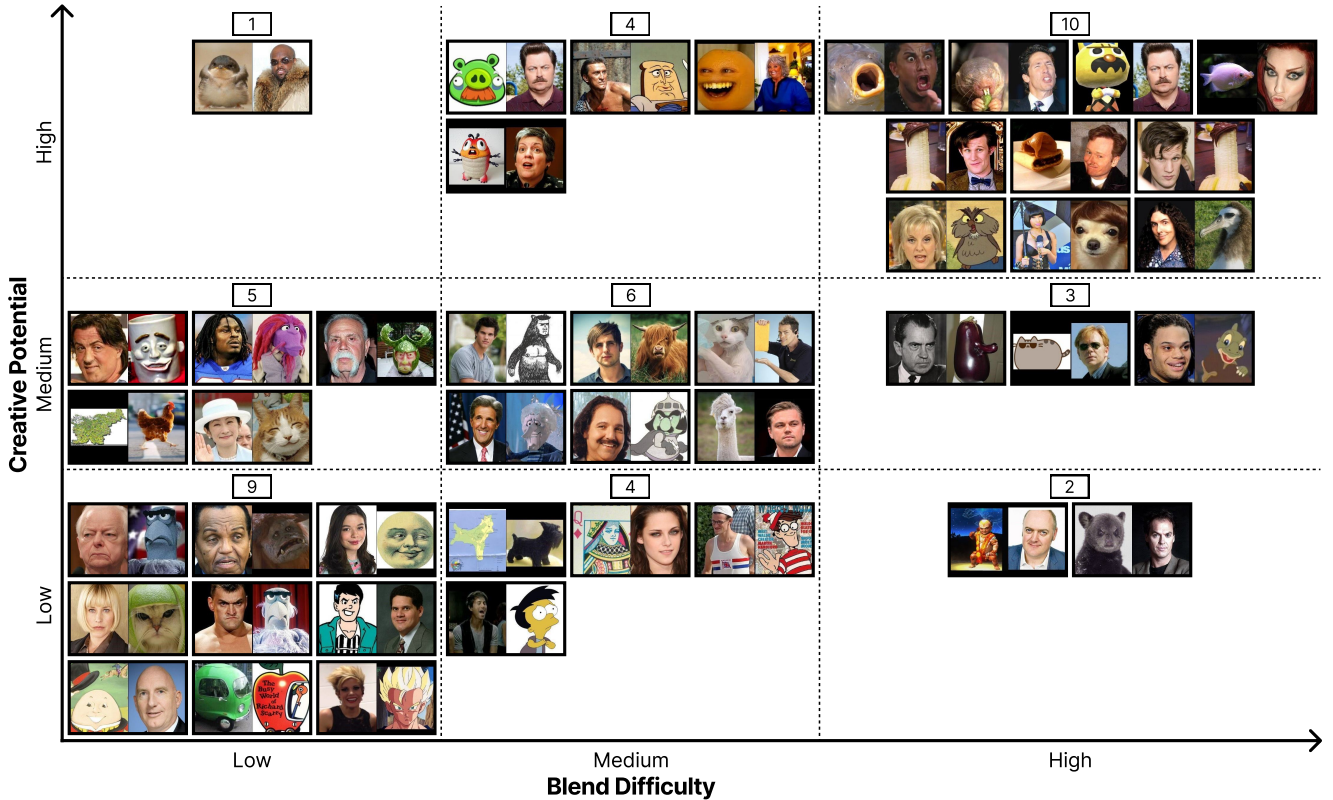 1
4
10
High
5
6
3
Creative Potential
Medium
9
4
2
Q
Low
The
Busy
World
of
Richard
Scarry
Low
Medium
High
Blend Difficulty